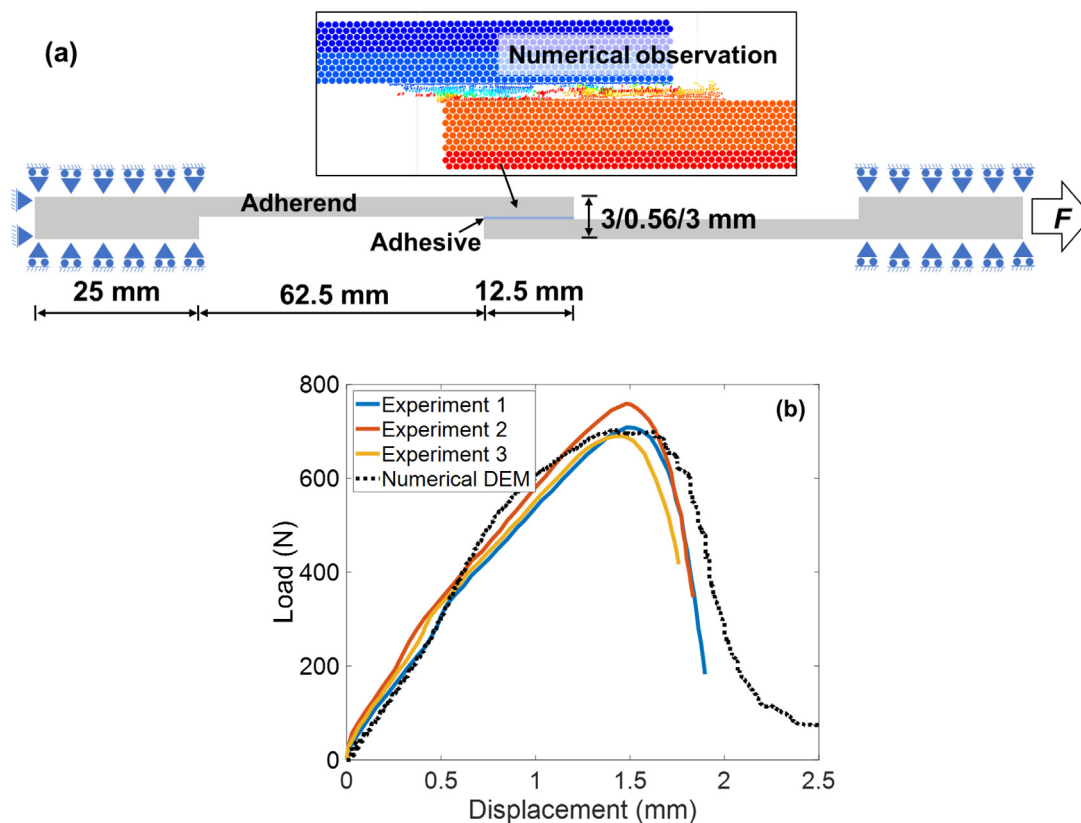 (a)
Numerical observation
Adherend
Adhesive
3/0.56/3 mm
F
25 mm
62.5 mm
12.5 mm
(b)
Experiment 1
Experiment 2
Experiment 3
Numerical DEM
800
600
400
200
0
Load (N)
0
0.5
1
1.5
2
2.5
Displacement (mm)